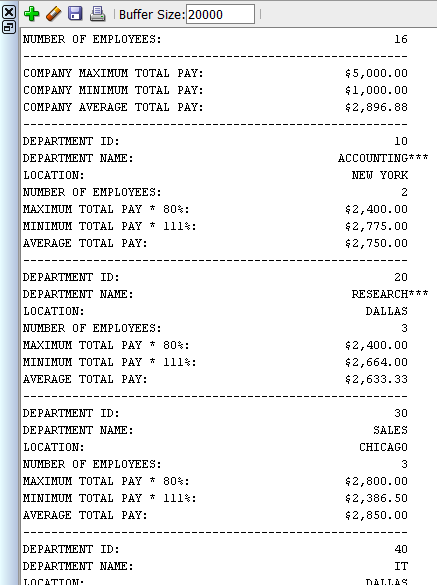 Buffer Size: 20000
NUMBER OF EMPLOYEES: 16
--------------------------------------------------------
COMPANY MAXIMUM TOTAL PAY: $5,000.00
COMPANY MINIMUM TOTAL PAY: $1,000.00
COMPANY AVERAGE TOTAL PAY: $2,896.88
--------------------------------------------------------
DEPARTMENT ID: 10
DEPARTMENT NAME: ACCOUNTING***
LOCATION: NEW YORK
NUMBER OF EMPLOYEES: 2
MAXIMUM TOTAL PAY * 80%: $2,400.00
MINIMUM TOTAL PAY * 111%: $2,775.00
AVERAGE TOTAL PAY: $2,750.00
--------------------------------------------------------
DEPARTMENT ID: 20
DEPARTMENT NAME: RESEARCH***
LOCATION: DALLAS
NUMBER OF EMPLOYEES: 3
MAXIMUM TOTAL PAY * 80%: $2,400.00
MINIMUM TOTAL PAY * 111%: $2,664.00
AVERAGE TOTAL PAY: $2,633.33
--------------------------------------------------------
DEPARTMENT ID: 30
DEPARTMENT NAME: SALES
LOCATION: CHICAGO
NUMBER OF EMPLOYEES: 3
MAXIMUM TOTAL PAY * 80%: $2,800.00
MINIMUM TOTAL PAY * 111%: $2,386.50
AVERAGE TOTAL PAY: $2,850.00
--------------------------------------------------------
DEPARTMENT ID: 40
DEPARTMENT NAME: IT
LOCATION: DALLAS